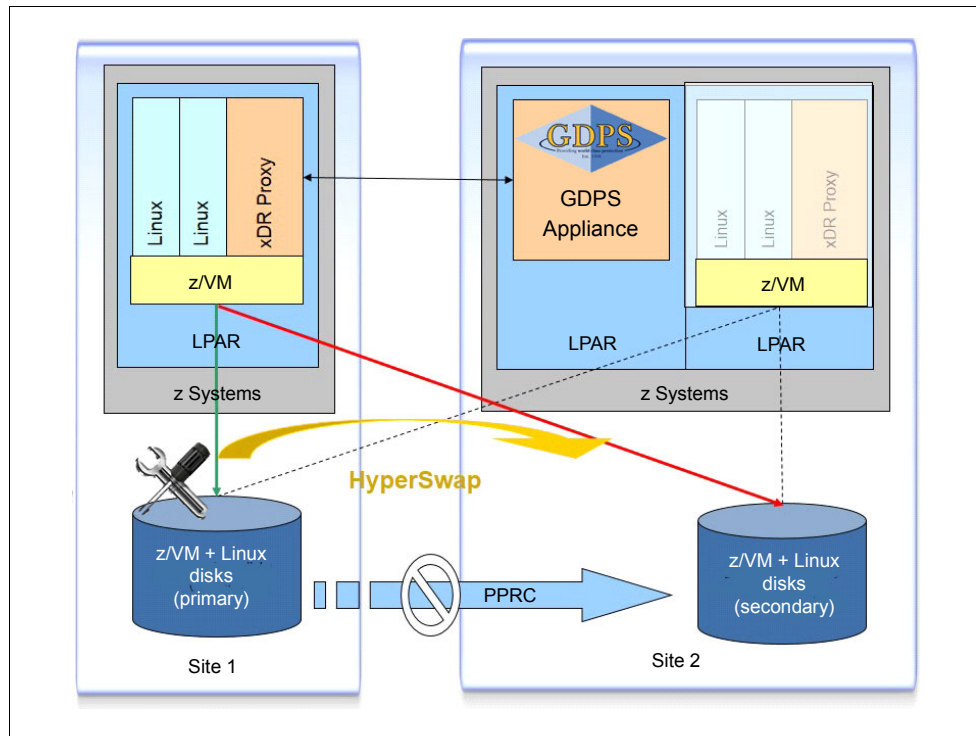 Linux
Linux
xDR Proxy
z/VM
LPAR
z Systems
GDPS
GDPS
Appliance
LPAR
Linux
Linux
xDR Proxy
z/VM
LPAR
z Systems
HyperSwap
z/VM + Linux
disks
(primary)
PPRC
z/VM + Linux
disks
(secondary)
Site 1
Site 2